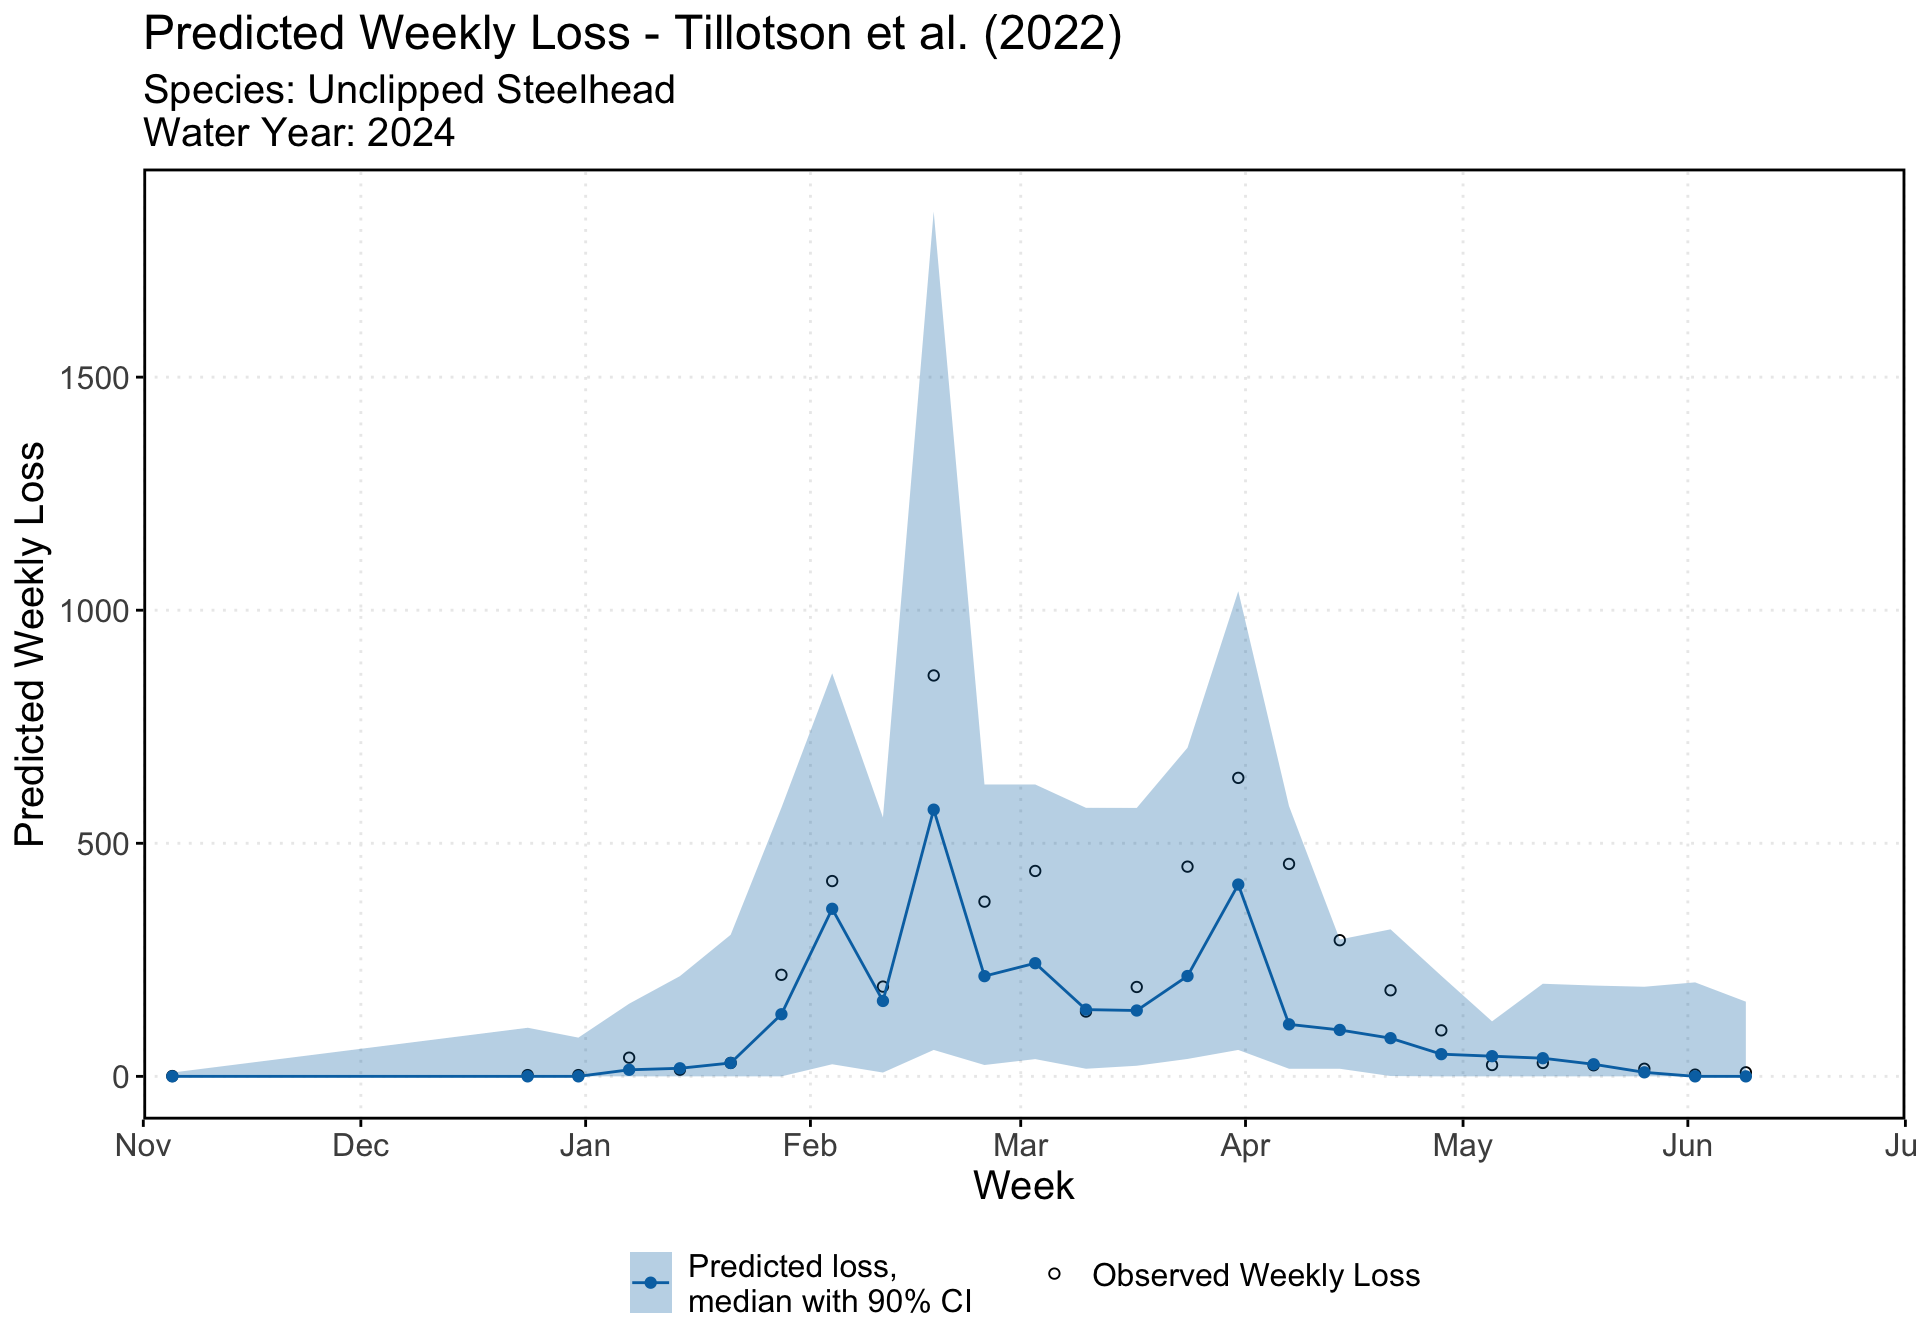 Predicted Weekly Loss - Tillotson et al. (2022)
Species: Unclipped Steelhead
Water Year: 2024
Predicted Weekly Loss
1500
1000
500
0
Nov Dec Jan Feb Mar Apr May Jun Ju
Week
Predicted loss,
median with 90% CI
Observed Weekly Loss